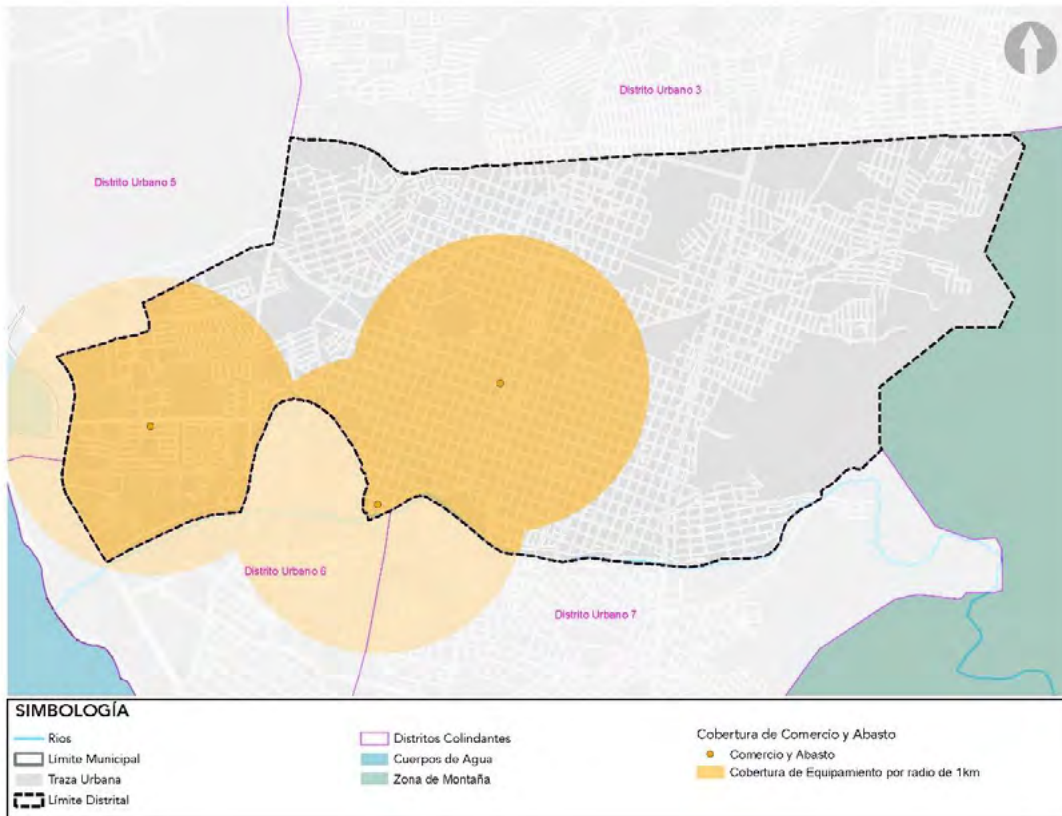 Distrito Urbano 3
Distrito Urbano 5
Distrito Urbano 6
Distrito Urbano 7
SIMBOLOGÍA
Rios
Límite Municipal
Traza Urbana
Límite Distrital
Distritos Colindantes
Cuerpos de Agua
Zona de Montaña
Cobertura de Comercio y Abasto
Comercio y Abasto
Cobertura de Equipamiento por radio de 1km